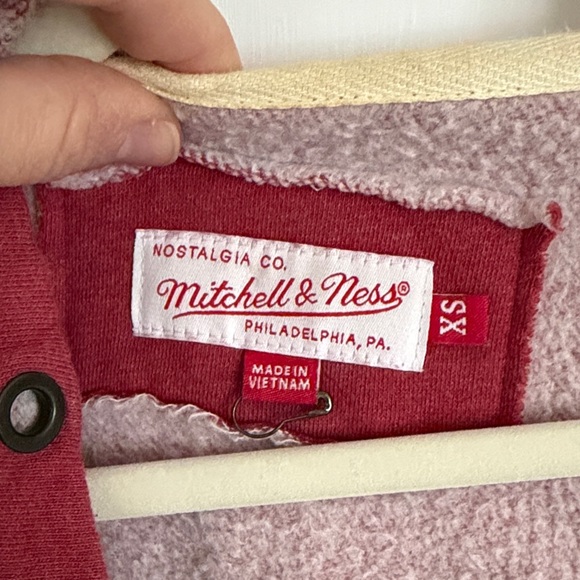 NOSTALGIA CO.
Mitchell & Ness®
PHILADELPHIA, PA.
XS
MADE IN
VIETNAM